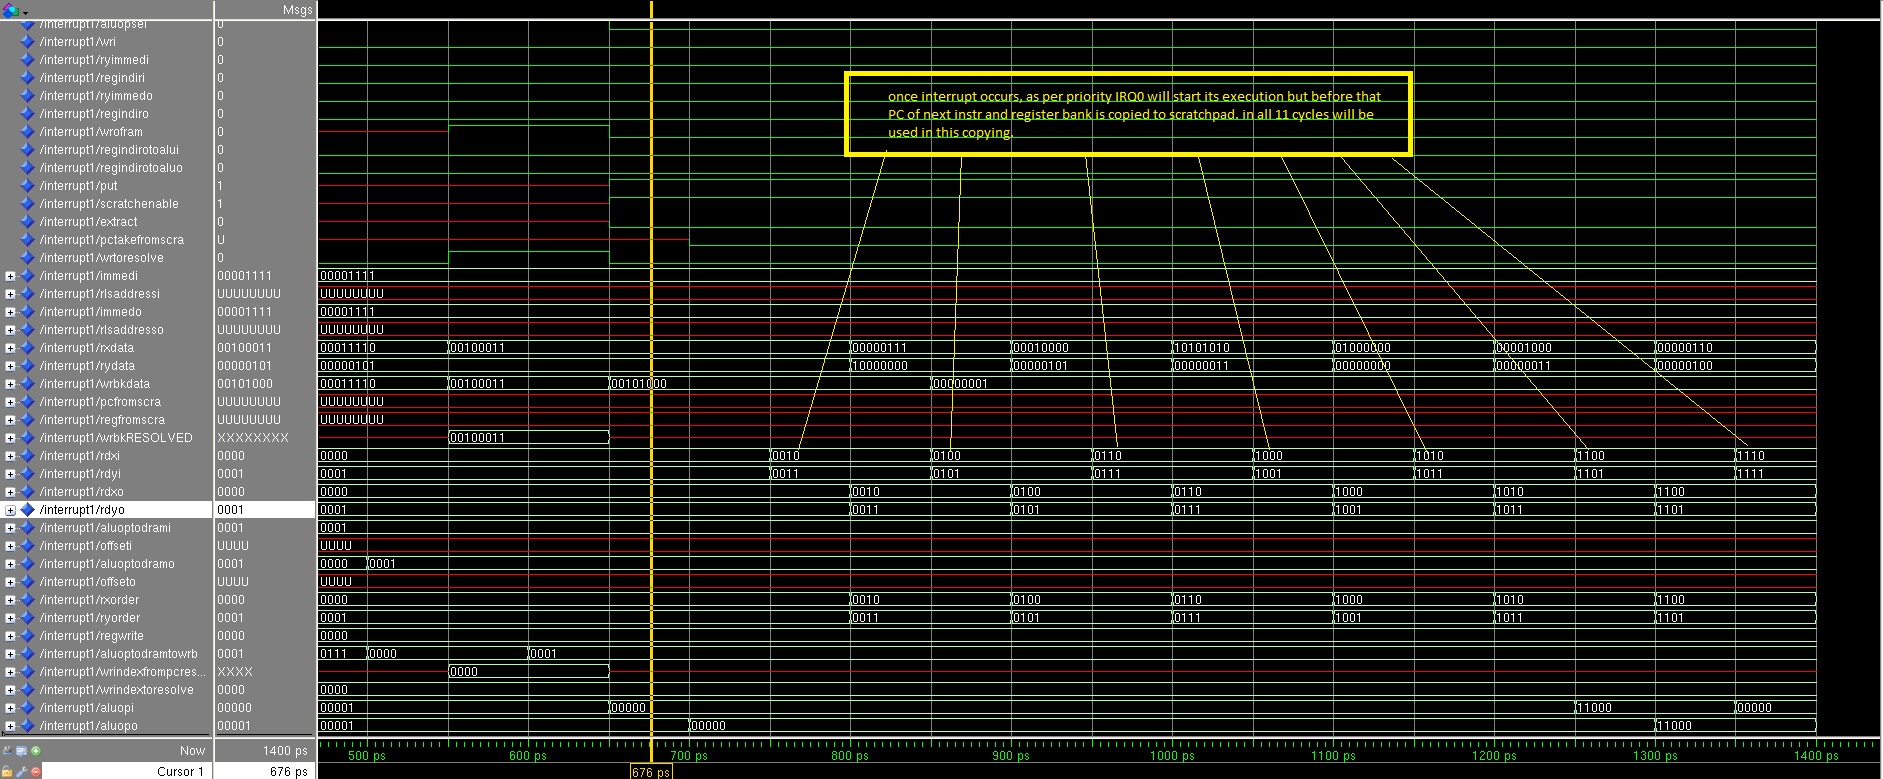 Msgs
/interrupt1/aluopsel 0
/interrupt1/wri 0
/interrupt1/ryimmedi 0
/interrupt1/regindiri 0
/interrupt1/ryimmedo 0
/interrupt1/regindiro 0
/interrupt1/wrofram 0
/interrupt1/regindirotoalui 0
/interrupt1/regindirotoaluo 0
/interrupt1/put 1
/interrupt1/scratchenable 1
/interrupt1/extract 0
/interrupt1/pctakefromscra U
/interrupt1/wrtoresolve 0
once interrupt occurs, as per priority IRQ0 will start its execution but before that
PC of next instr and register bank is copied to scratchpad. in all 11 cycles will be
used in this copying.
/interrupt1/immedi 00001111 00001111
/interrupt1/rlsaddressi UUUUUUUU UUUUUUUU
/interrupt1/immedo 00001111 00001111
/interrupt1/rlsaddresso UUUUUUUU UUUUUUUU
/interrupt1/rxdata 00100011 00011110 00100011 00000111 00010000 10101010 01000000 00001000 00000110
/interrupt1/rydata 00000101 00000101 10000000 00000101 00000011 00000000 00000011 00000100
/interrupt1/wrbkdata 00101000 00011110 00100011 00101000 00000001
/interrupt1/pcfromscra UUUUUUUU UUUUUUUU
/interrupt1/regfromscra UUUUUUUU UUUUUUUU
/interrupt1/wrbkRESOLVED XXXXXXXX 00100011
/interrupt1/rdxi 0000 0000 0010 0100 0110 1000 1010 1100 1110
/interrupt1/rdyi 0001 0001 0011 0101 0111 1001 1011 1101 1111
/interrupt1/rdxo 0000 0000 0010 0100 0110 1000 1010 1100
/interrupt1/rdyo 0001 0001 0011 0101 0111 1001 1011 1101
/interrupt1/aluoptodrami 0001 0001
/interrupt1/offseti UUUU UUUU
/interrupt1/aluoptodramo 0001 0000 0001
/interrupt1/offseto UUUU UUUU
/interrupt1/rxorder 0000 0000 0010 0100 0110 1000 1010 1100
/interrupt1/ryorder 0001 0001 0011 0101 0111 1001 1011 1101
/interrupt1/regwrite 0000 0000
/interrupt1/aluoptodramtowrb 0001 0111 0000 0001
/interrupt1/wrindexfrompcres... XXXX 0000
/interrupt1/wrindextoresolve 0000 0000
/interrupt1/aluopi 00000 00001 00000 11000 00000
/interrupt1/aluopo 00001 00001 00000 11000
Now 1400 ps 500 ps 600 ps 700 ps 800 ps 900 ps 1000 ps 1100 ps 1200 ps 1300 ps 1400 ps
Cursor 1 676 ps 676 ps